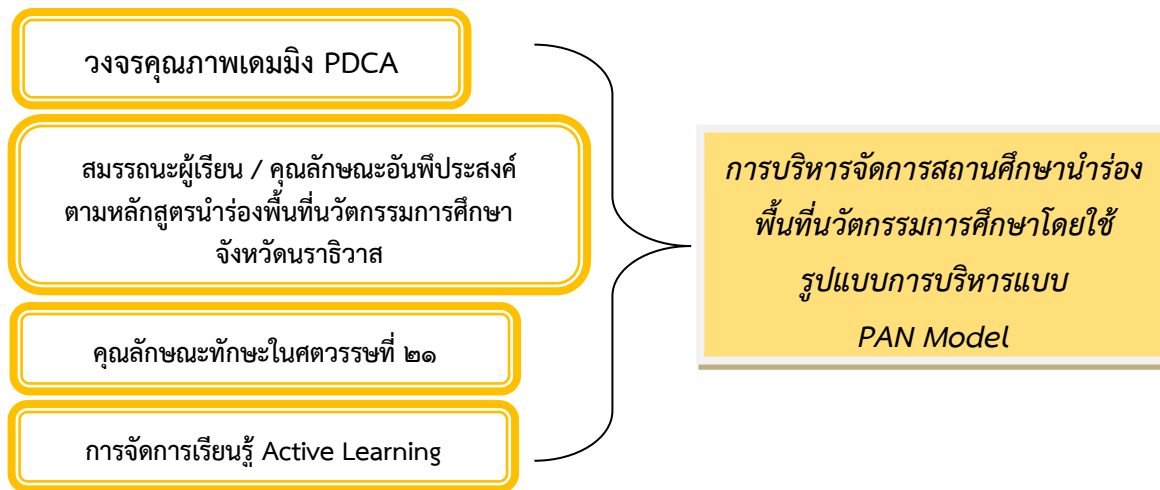 วงจรคุณภาพเดมมิง PDCA
สมรรถนะผู้เรียน / คุณลักษณะอันพึประสงค์
ตามหลักสูตรนำร่องพื้นที่นวัตกรรมการศึกษา
จังหวัดนราธิวาส
คุณลักษณะทักษะในศตวรรษที่ ๒๑
การจัดการเรียนรู้ Active Learning
การบริหารจัดการสถานศึกษานำร่อง
พื้นที่นวัตกรรมการศึกษาโดยใช้
รูปแบบการบริหารแบบ
PAN Model